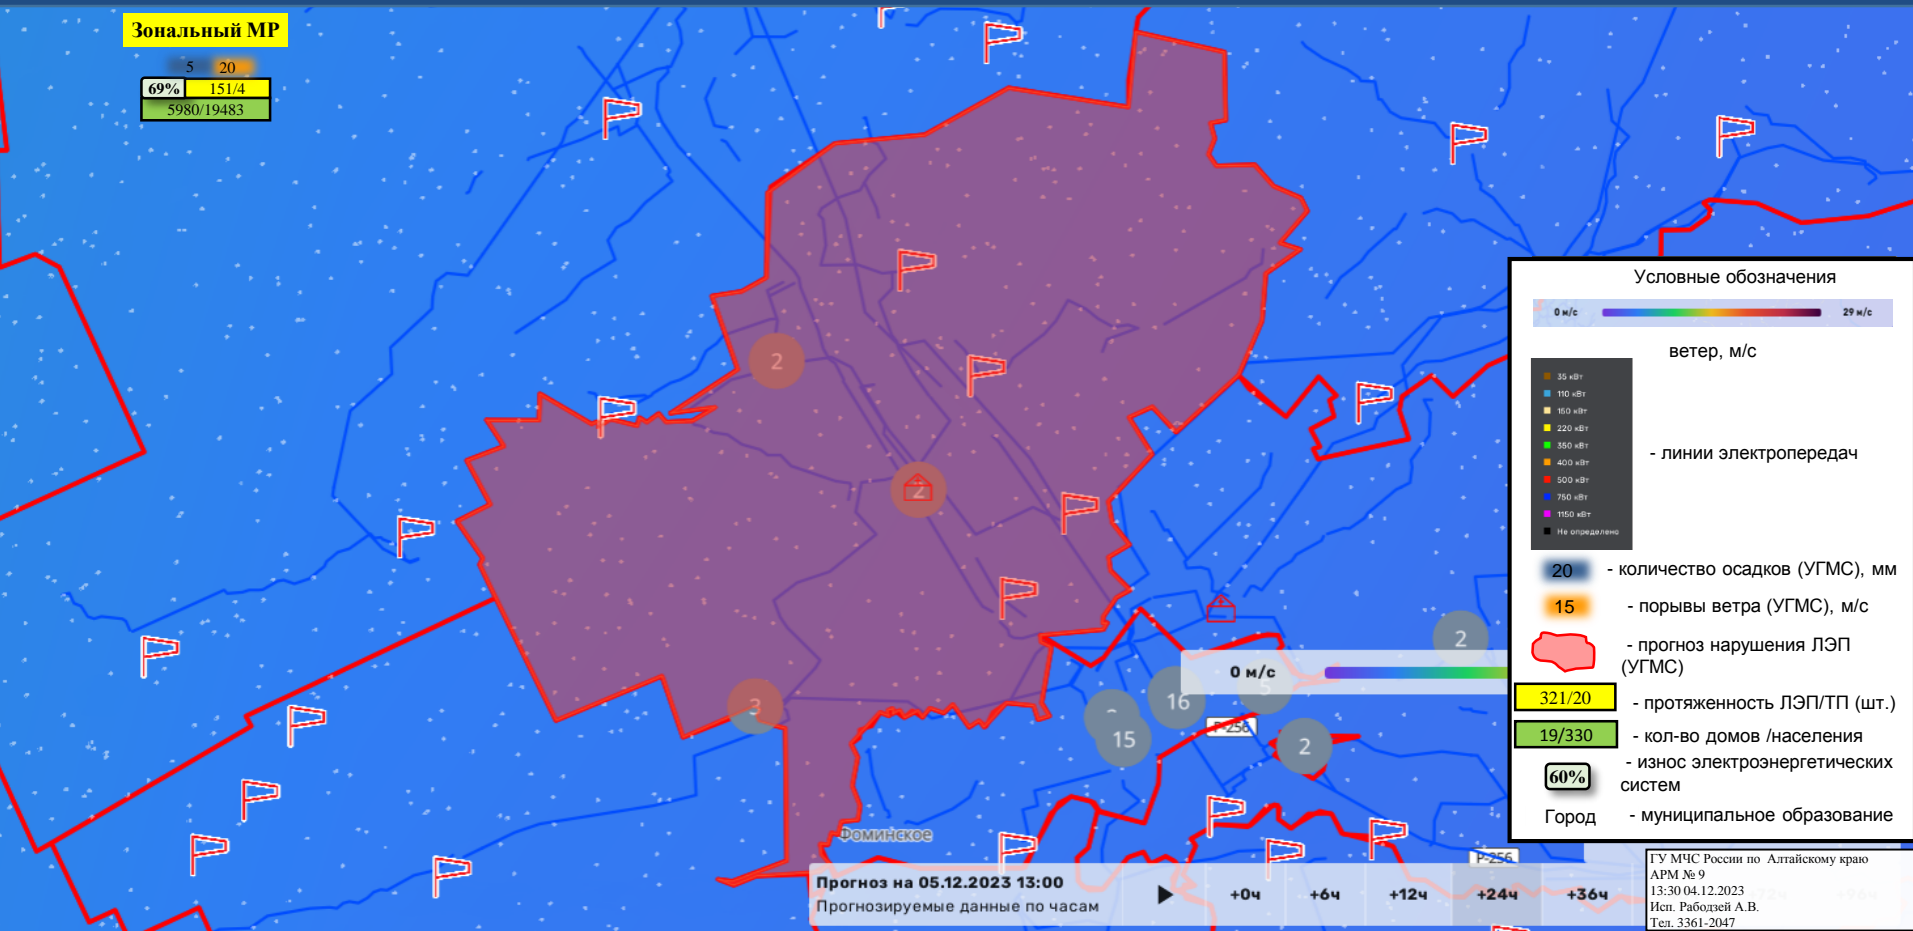 Зональный МР
5 20
69% 151/4
5980/19483
Условные обозначения
0 м/с 29 м/с
ветер, м/с
35 кВт
110 кВт
150 кВт
220 кВт
350 кВт
400 кВт
500 кВт
750 кВт
1150 кВт
Не определено
- линии электропередач
20 - количество осадков (УГМС), мм
15 - порывы ветра (УГМС), м/с
- прогноз нарушения ЛЭП
(УГМС)
321/20 - протяженность ЛЭП/ТП (шт.)
19/330 - кол-во домов /населения
60% - износ электроэнергетических
систем
Город - муниципальное образование
2
2
3
2
0 м/с
5
16
15
2
Р-256
Фоминское
Р-256
Прогноз на 05.12.2023 13:00
Прогнозируемые данные по часам
+0ч +6ч +12ч +24ч +36ч
ГУ МЧС России по Алтайскому краю
АРМ № 9
13:30 04.12.2023
Исп. Рабодзей А.В.
Тел. 3361-2047